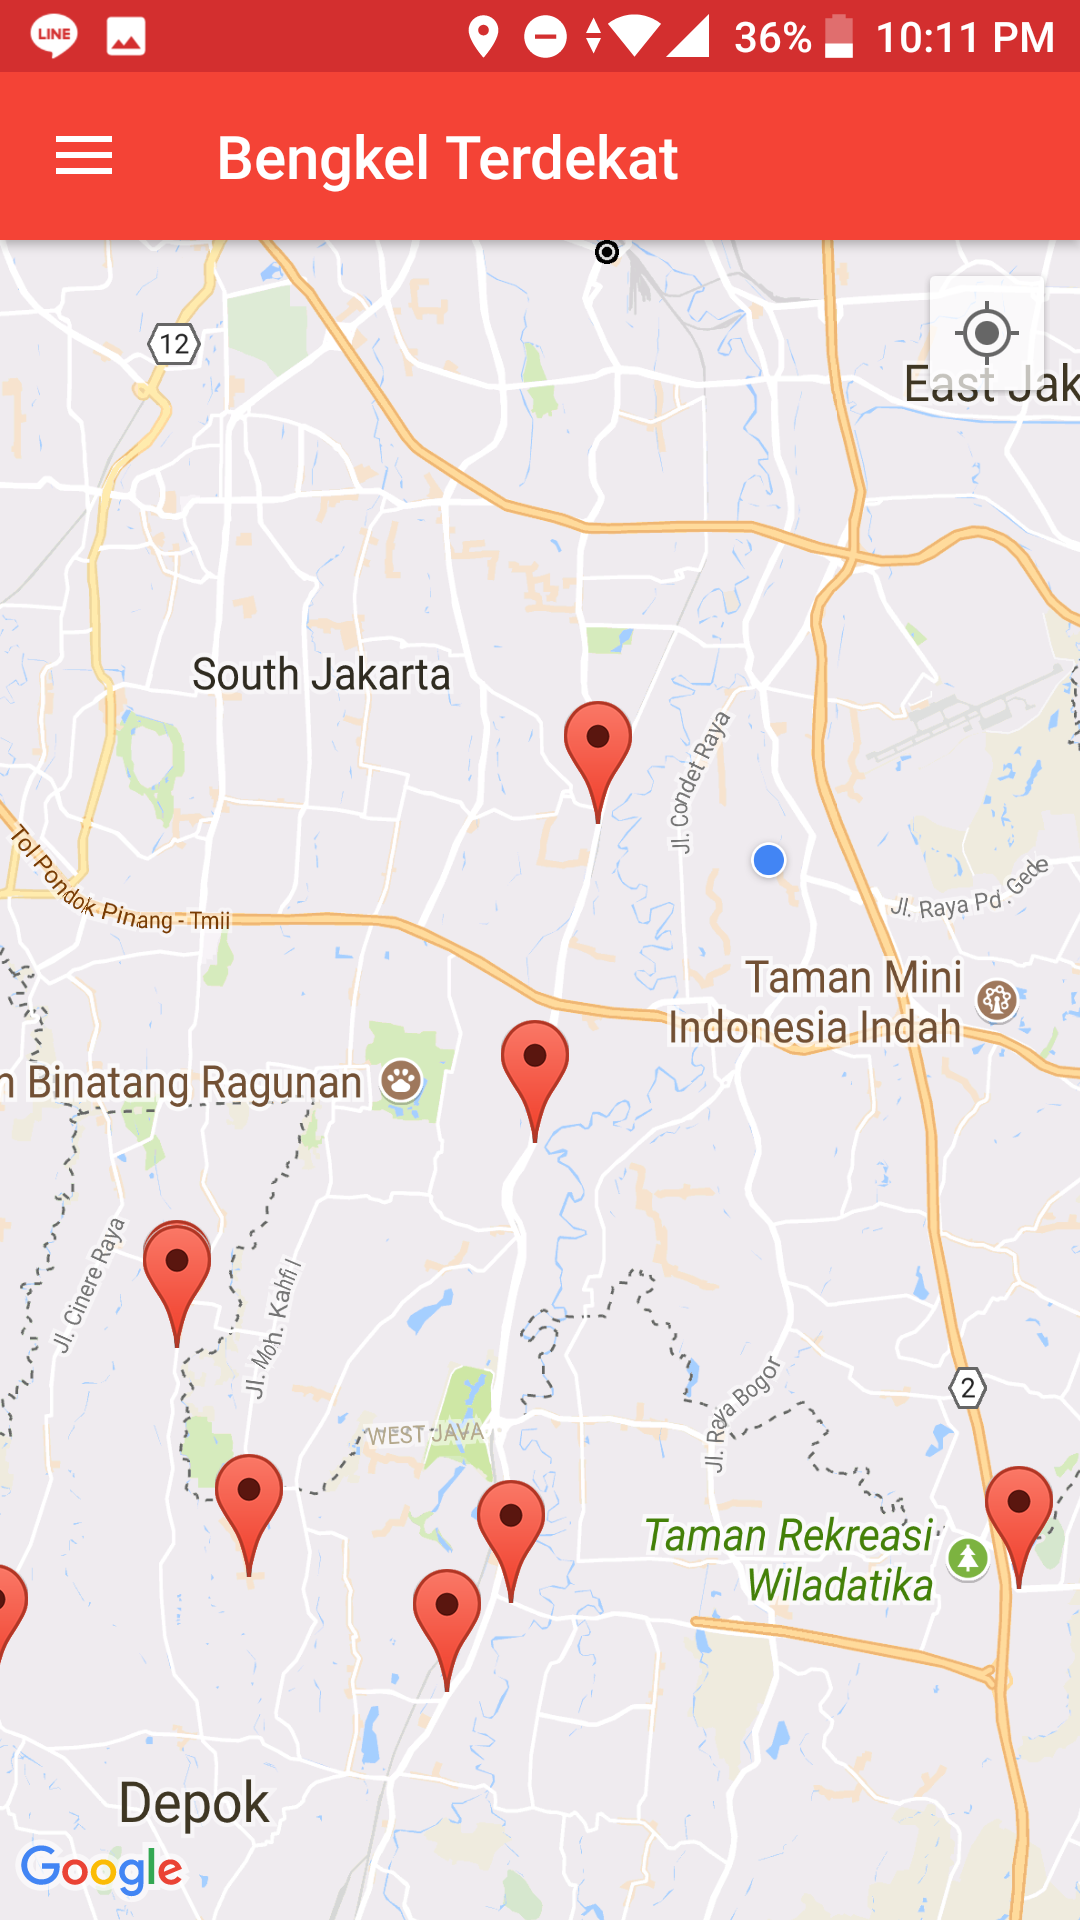 LINE
36%
10:11 PM
Bengkel Terdekat
12
East Jak
South Jakarta
Jl. Condet Raya
Tol Pondok Pinang - Tmii
Jl. Raya Pd. Gede
Taman Mini
Indonesia Indah
n Binatang Ragunan
Jl. Cinere Raya
Jl. Moh. Kahfi I
2
Jl. Raya Bogor
WEST JAVA
Taman Rekreasi
Wiladatika
Depok
Google